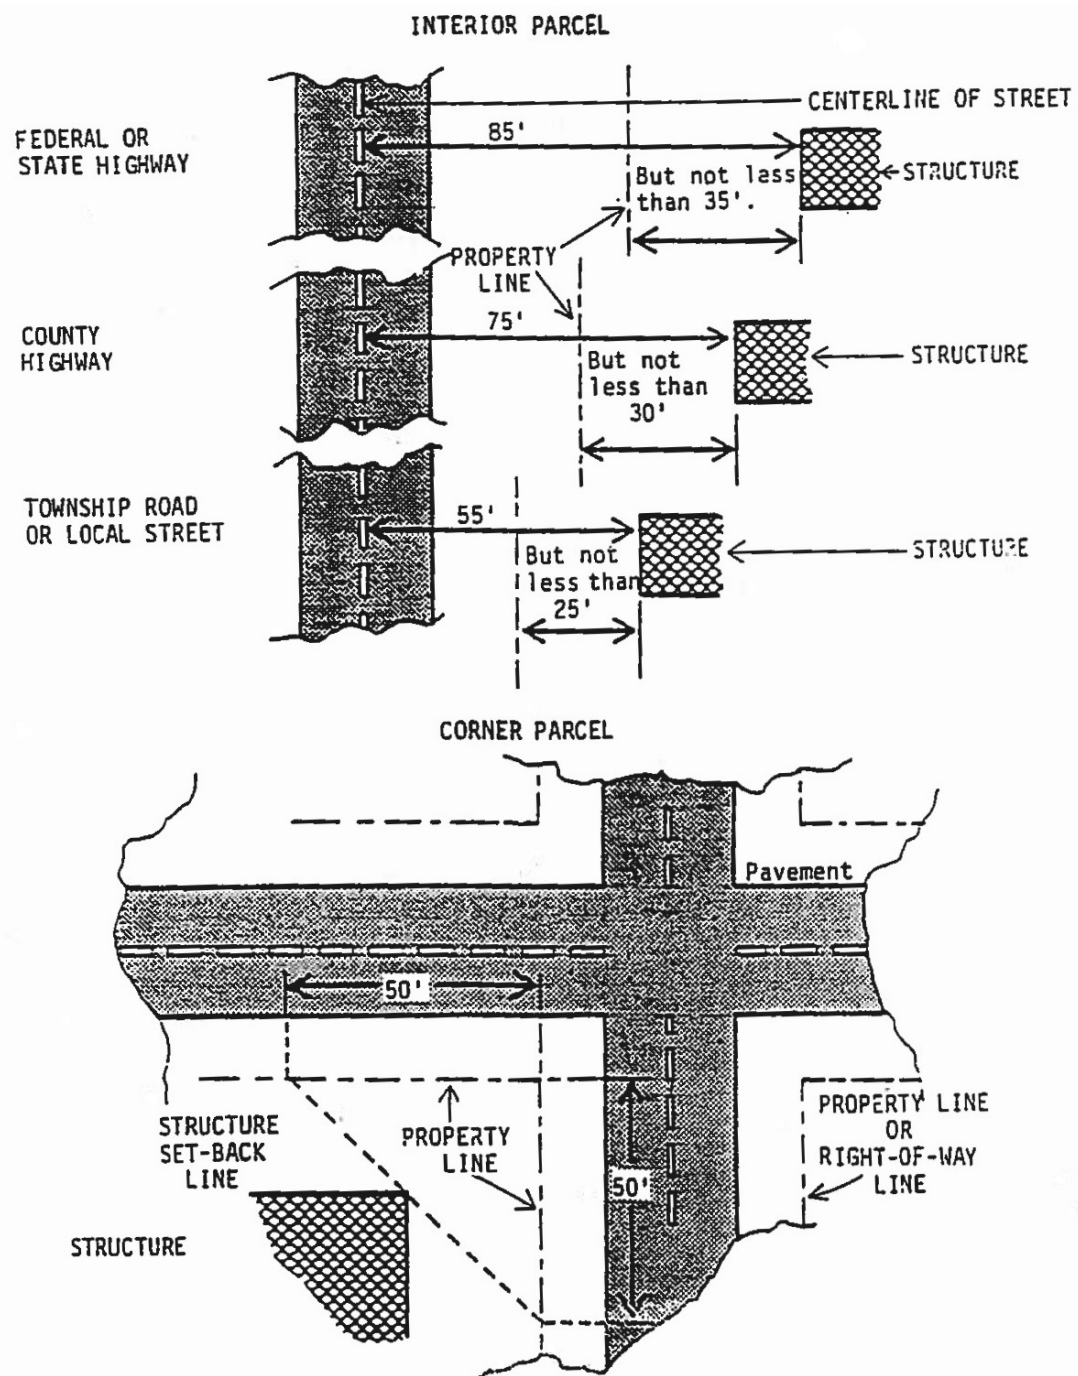 INTERIOR PARCEL
CENTERLINE OF STREET
FEDERAL OR
STATE HIGHWAY
85'
But not less
than 35'.
STRUCTURE
PROPERTY
LINE
COUNTY
HIGHWAY
75'
But not
less than
30'
STRUCTURE
TOWNSHIP ROAD
OR LOCAL STREET
55'
But not
less than
25'
STRUCTURE
CORNER PARCEL
Pavement
50'
STRUCTURE
SET-BACK
LINE
PROPERTY
LINE
50'
PROPERTY LINE
OR
RIGHT-OF-WAY
LINE
STRUCTURE